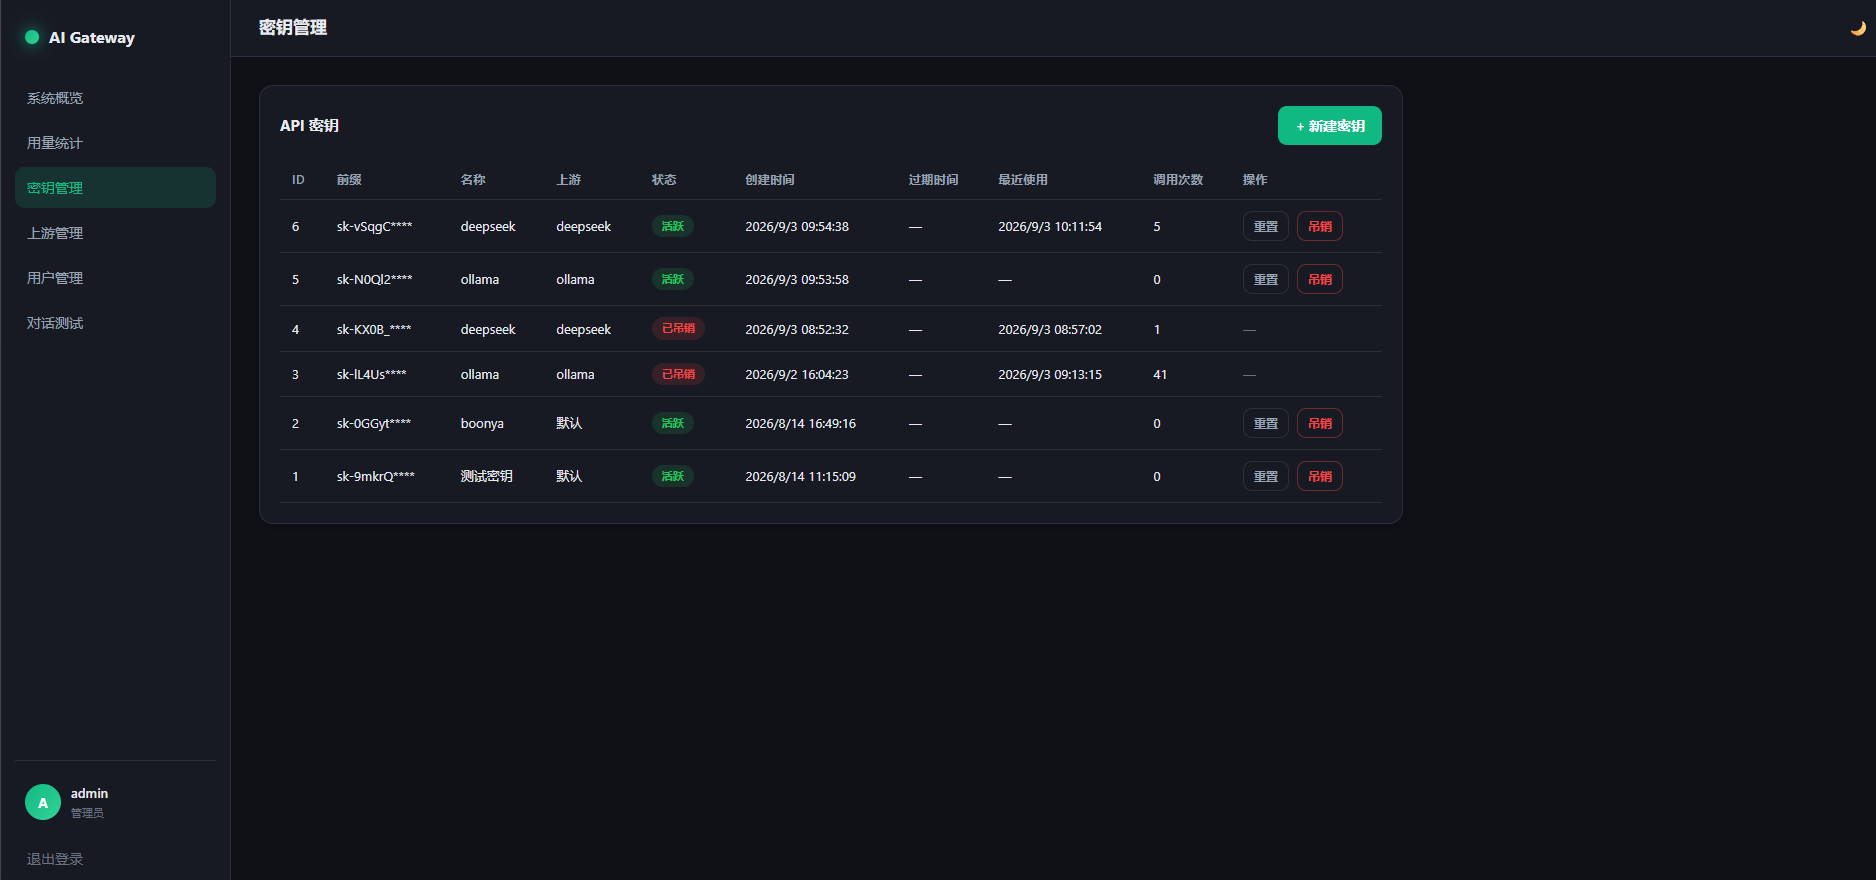 AI Gateway
密钥管理
系统概览
用量统计
密钥管理
上游管理
用户管理
对话测试
API 密钥
+ 新建密钥
ID 前缀 名称 上游 状态 创建时间 过期时间 最近使用 调用次数 操作
6 sk-vSqgC**** deepseek deepseek 活跃 2026/9/3 09:54:38 — 2026/9/3 10:11:54 5 重置 吊销
5 sk-N0Ql2**** ollama ollama 活跃 2026/9/3 09:53:58 — — 0 重置 吊销
4 sk-KX0B_**** deepseek deepseek 已吊销 2026/9/3 08:52:32 — 2026/9/3 08:57:02 1 —
3 sk-lL4Us**** ollama ollama 已吊销 2026/9/2 16:04:23 — 2026/9/3 09:13:15 41 —
2 sk-0GGyt**** boonya 默认 活跃 2026/8/14 16:49:16 — — 0 重置 吊销
1 sk-9mkrQ**** 测试密钥 默认 活跃 2026/8/14 11:15:09 — — 0 重置 吊销
A
admin
管理员
退出登录